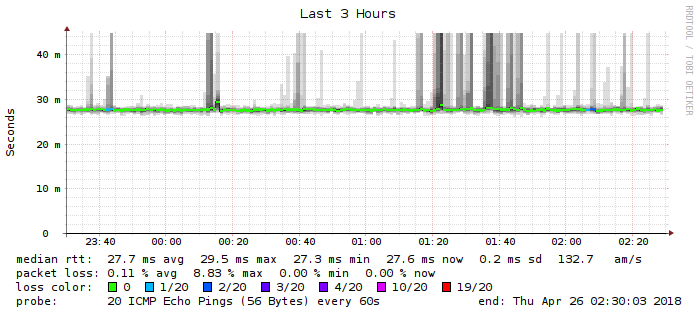 Last 3 Hours
RRDTOOL / TOBI OETIKER
Seconds
40 m
30 m
20 m
10 m
0
23:40 00:00 00:20 00:40 01:00 01:20 01:40 02:00 02:20
median rtt: 27.7 ms avg 29.5 ms max 27.3 ms min 27.6 ms now 0.2 ms sd 132.7 am/s
packet loss: 0.11 % avg 8.83 % max 0.00 % min 0.00 % now
loss color: 0 1/20 2/20 3/20 4/20 10/20 19/20
probe: 20 ICMP Echo Pings (56 Bytes) every 60s end: Thu Apr 26 02:30:03 2018